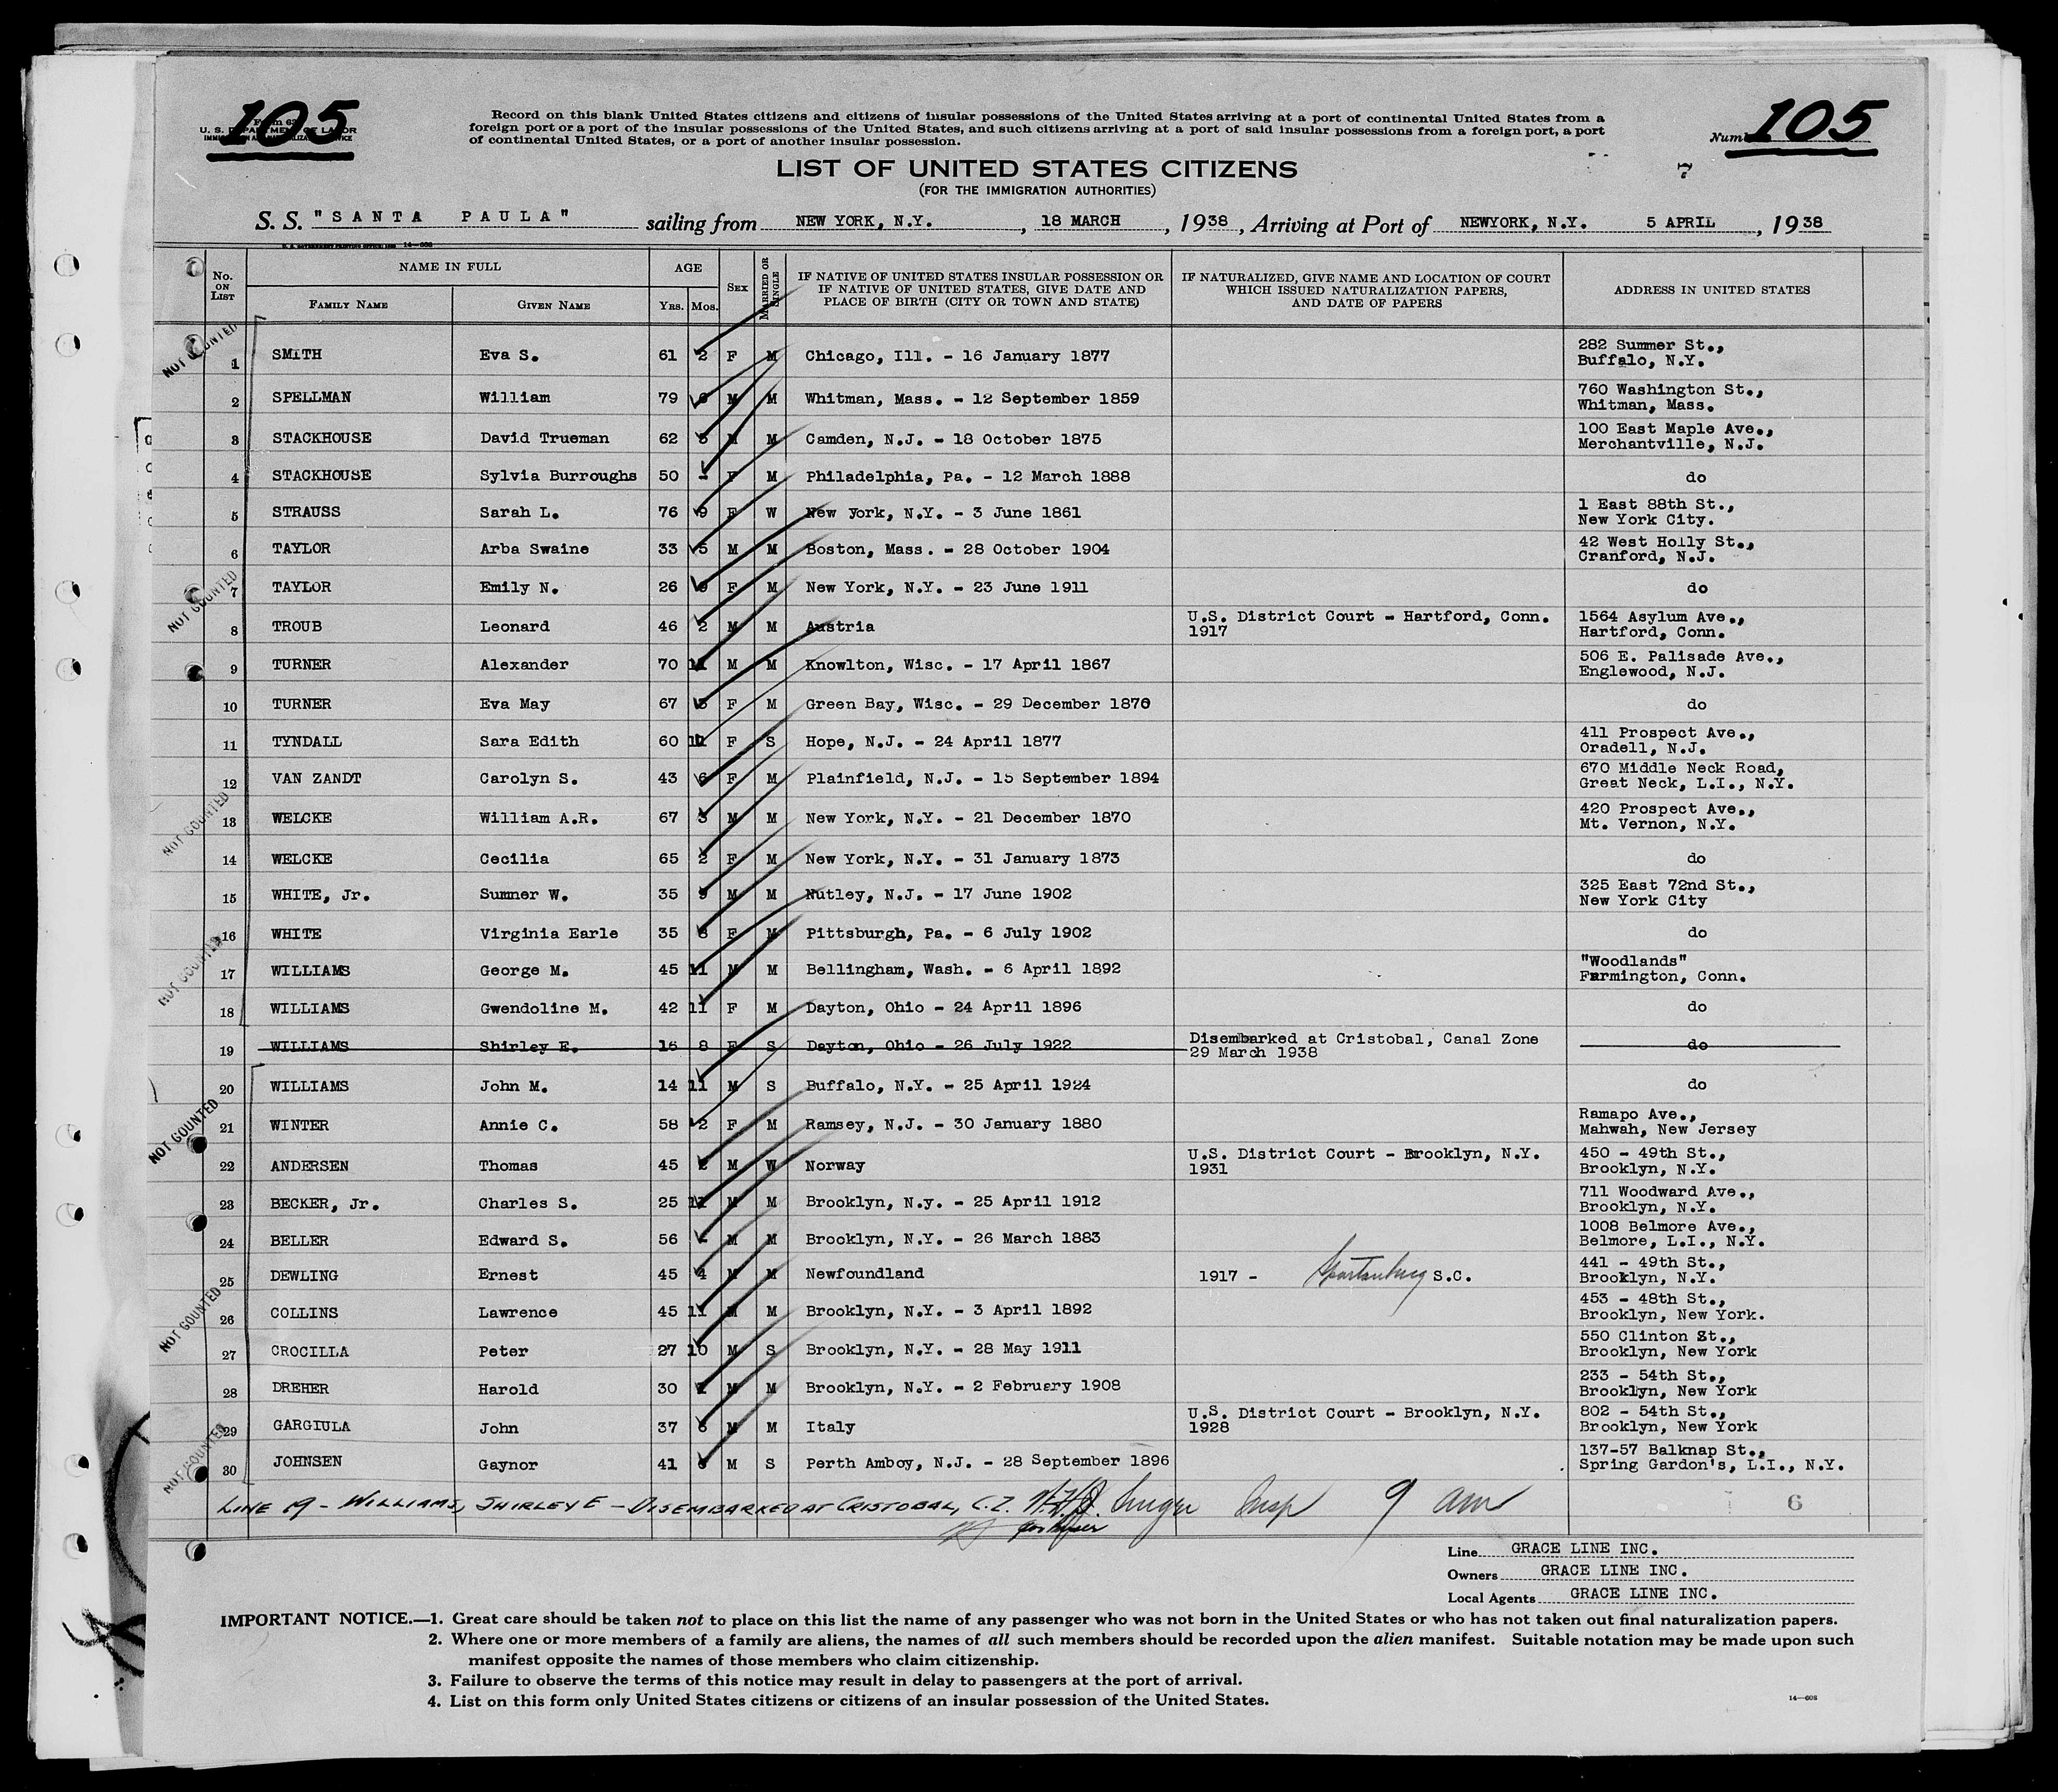 105
105
Record on this blank United States citizens and citizens of insular possessions of the United States arriving at a port of continental United States from a
foreign port or a port of the insular possessions of the United States, and such citizens arriving at a port of said insular possessions from a foreign port, a port
of continental United States, or a port of another insular possession.
LIST OF UNITED STATES CITIZENS
(FOR THE IMMIGRATION AUTHORITIES)
S. S. "SANTA PAULA" sailing from NEW YORK, N.Y., 18 MARCH, 1938, Arriving at Port of NEWYORK, N.Y. 5 APRIL, 1938
No. ON LIST
NAME IN FULL
FAMILY NAME
GIVEN NAME
AGE
YRS. MOS.
SEX
MARRIED OR SINGLE
IF NATIVE OF UNITED STATES INSULAR POSSESSION OR
IF NATIVE OF UNITED STATES, GIVE DATE AND
PLACE OF BIRTH (CITY OR TOWN AND STATE)
IF NATURALIZED, GIVE NAME AND LOCATION OF COURT
WHICH ISSUED NATURALIZATION PAPERS,
AND DATE OF PAPERS
ADDRESS IN UNITED STATES
NOT COUNTED
1 SMITH Eva S. 61 2 F M Chicago, Ill. - 16 January 1877 282 Summer St., Buffalo, N.Y.
2 SPELLMAN William 79 M M Whitman, Mass. - 12 September 1859 760 Washington St., Whitman, Mass.
3 STACKHOUSE David Trueman 62 5 M M Camden, N.J. - 18 October 1875 100 East Maple Ave., Merchantville, N.J.
4 STACKHOUSE Sylvia Burroughs 50 - F M Philadelphia, Pa. - 12 March 1888 do
5 STRAUSS Sarah L. 76 9 F W New york, N.Y. - 3 June 1861 1 East 88th St., New York City.
6 TAYLOR Arba Swaine 33 5 M M Boston, Mass. - 28 October 1904 42 West Holly St., Cranford, N.J.
NOT COUNTED
7 TAYLOR Emily N. 26 9 F M New York, N.Y. - 23 June 1911 do
8 TROUB Leonard 46 2 M M Austria U.S. District Court - Hartford, Conn. 1917 1564 Asylum Ave., Hartford, Conn.
9 TURNER Alexander 70 11 M M Knowlton, Wisc. - 17 April 1867 506 E. Palisade Ave., Englewood, N.J.
10 TURNER Eva May 67 F M Green Bay, Wisc. - 29 December 1870 do
11 TYNDALL Sara Edith 60 11 F S Hope, N.J. - 24 April 1877 411 Prospect Ave., Oradell, N.J.
12 VAN ZANDT Carolyn S. 43 6 F M Plainfield, N.J. - 15 September 1894 670 Middle Neck Road, Great Neck, L.I., N.Y.
NOT COUNTED
13 WELCKE William A.R. 67 3 M M New York, N.Y. - 21 December 1870 420 Prospect Ave., Mt. Vernon, N.Y.
14 WELCKE Cecilia 65 2 F M New York, N.Y. - 31 January 1873 do
15 WHITE, Jr. Sumner W. 35 9 M M Nutley, N.J. - 17 June 1902 325 East 72nd St., New York City
16 WHITE Virginia Earle 35 8 F M Pittsburgh, Pa. - 6 July 1902 do
NOT COUNTED
17 WILLIAMS George M. 45 11 M M Bellingham, Wash. - 6 April 1892 "Woodlands" Farmington, Conn.
18 WILLIAMS Gwendoline M. 42 11 F M Dayton, Ohio - 24 April 1896 do
19 WILLIAMS Shirley E. 16 8 F S Dayton, Ohio - 26 July 1922 Disembarked at Cristobal, Canal Zone 29 March 1938 do
20 WILLIAMS John M. 14 11 M S Buffalo, N.Y. - 25 April 1924 do
NOT COUNTED
21 WINTER Annie C. 58 2 F M Ramsey, N.J. - 30 January 1880 Ramapo Ave., Mahwah, New Jersey
22 ANDERSEN Thomas 45 M W Norway U.S. District Court - Brooklyn, N.Y. 1931 450 - 49th St., Brooklyn, N.Y.
23 BECKER, Jr. Charles S. 25 11 M M Brooklyn, N.y. - 25 April 1912 711 Woodward Ave., Brooklyn, N.Y.
24 BELLER Edward S. 56 - M M Brooklyn, N.Y. - 26 March 1883 1008 Belmore Ave., Belmore, L.I., N.Y.
25 DEWLING Ernest 45 4 M M Newfoundland 1917 - Spartanburg S.C. 441 - 49th St., Brooklyn, N.Y.
NOT COUNTED
26 COLLINS Lawrence 45 11 M M Brooklyn, N.Y. - 3 April 1892 453 - 48th St., Brooklyn, New York.
27 CROCILLA Peter 27 10 M S Brooklyn, N.Y. - 28 May 1911 550 Clinton St., Brooklyn, New York
28 DREHER Harold 30 M M Brooklyn, N.Y. - 2 February 1908 233 - 54th St., Brooklyn, New York
29 GARGIULA John 37 M M Italy U.S. District Court - Brooklyn, N.Y. 1928 802 - 54th St., Brooklyn, New York
NOT COUNTED
30 JOHNSEN Gaynor 41 M S Perth Amboy, N.J. - 28 September 1896 137-57 Balknap St., Spring Gardon's, L.I., N.Y.
LINE 19 - WILLIAMS, SHIRLEY E - DISEMBARKED AT CRISTOBAL, C.Z. Insp 9 am
6
Line GRACE LINE INC.
Owners GRACE LINE INC.
Local Agents GRACE LINE INC.
IMPORTANT NOTICE.—1. Great care should be taken not to place on this list the name of any passenger who was not born in the United States or who has not taken out final naturalization papers.
2. Where one or more members of a family are aliens, the names of all such members should be recorded upon the alien manifest. Suitable notation may be made upon such
manifest opposite the names of those members who claim citizenship.
3. Failure to observe the terms of this notice may result in delay to passengers at the port of arrival.
4. List on this form only United States citizens or citizens of an insular possession of the United States.
14—608